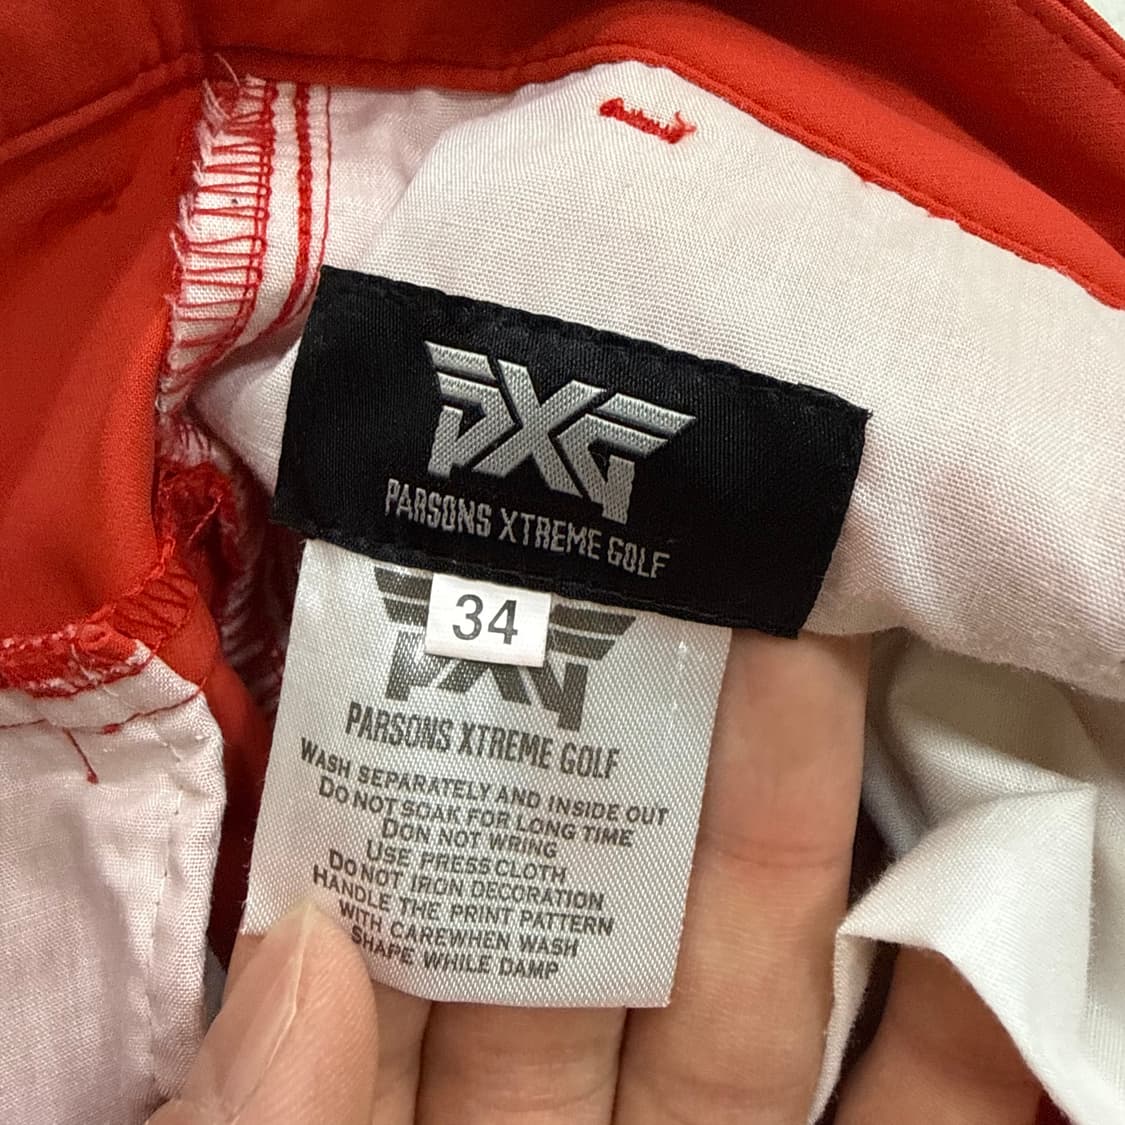 PXG
PARSONS XTREME GOLF
34
PXG
PARSONS XTREME GOLF
WASH SEPARATELY AND INSIDE OUT
DO NOT SOAK FOR LONG TIME
DON NOT WRING
USE PRESS CLOTH
DO NOT IRON DECORATION
HANDLE THE PRINT PATTERN
WITH CAREWHEN WASH
SHAPE WHILE DAMP